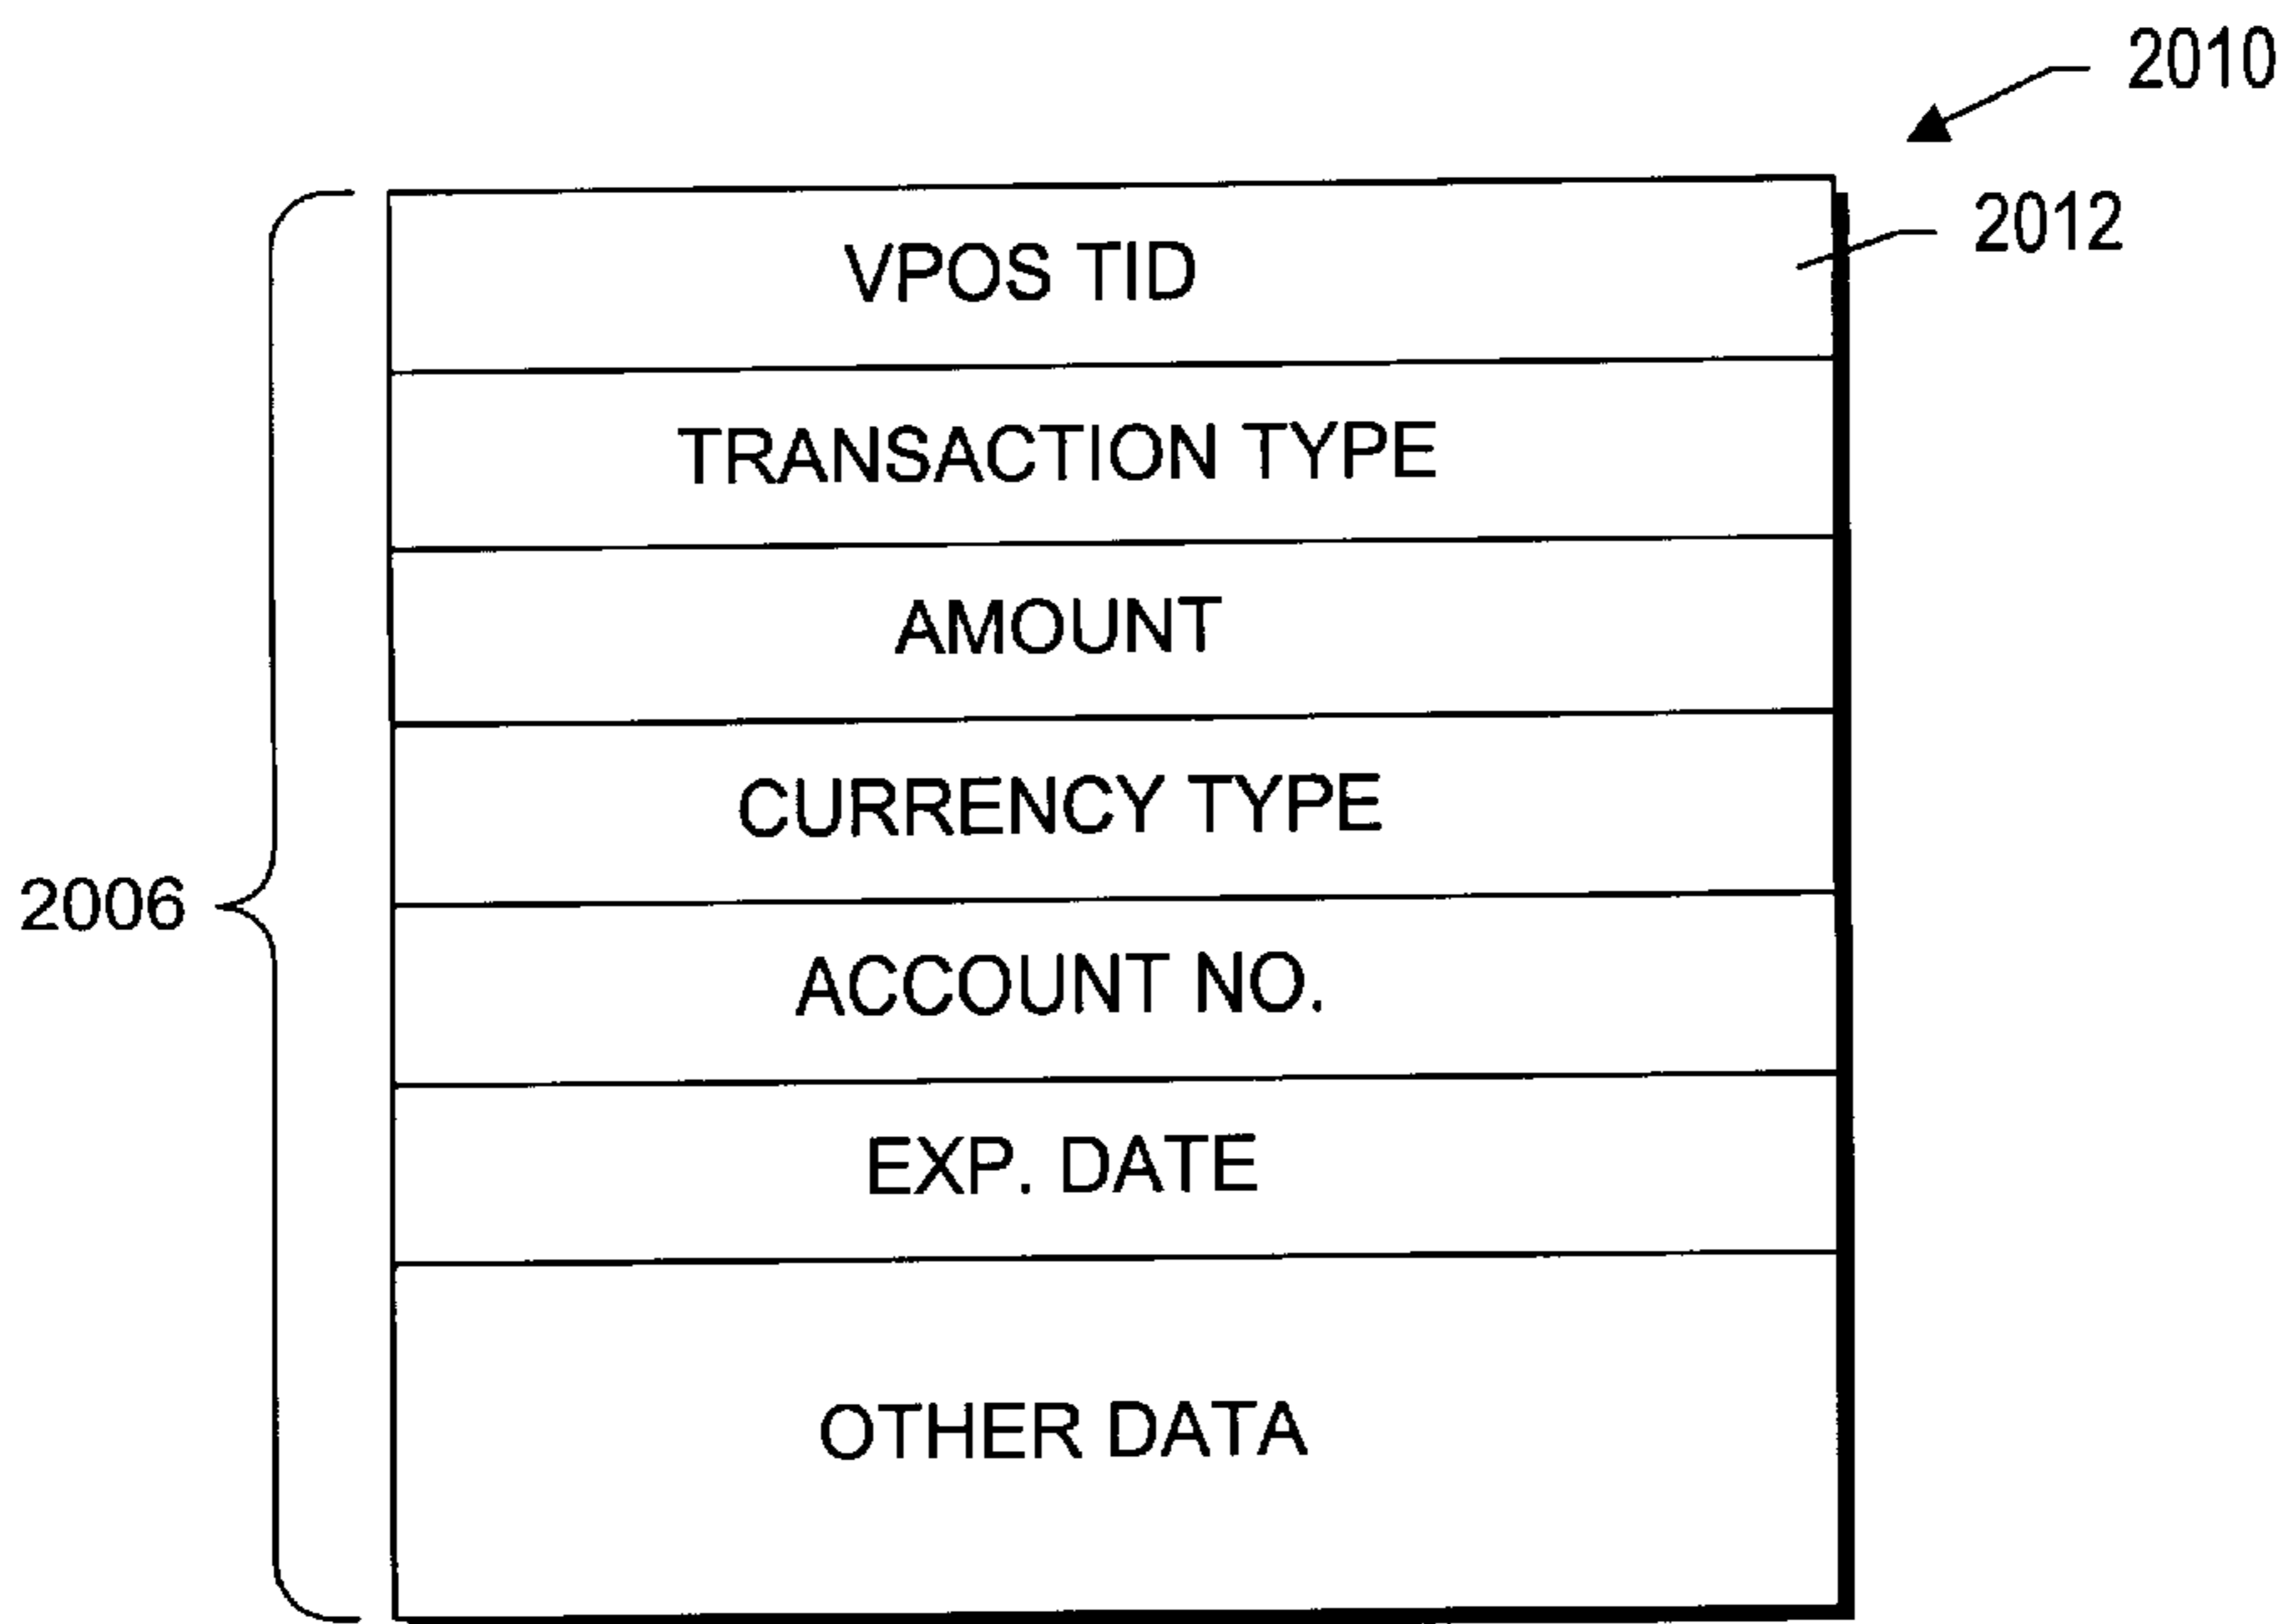 2010
2012
VPOS TID
TRANSACTION TYPE
AMOUNT
CURRENCY TYPE
2006
ACCOUNT NO.
EXP. DATE
OTHER DATA